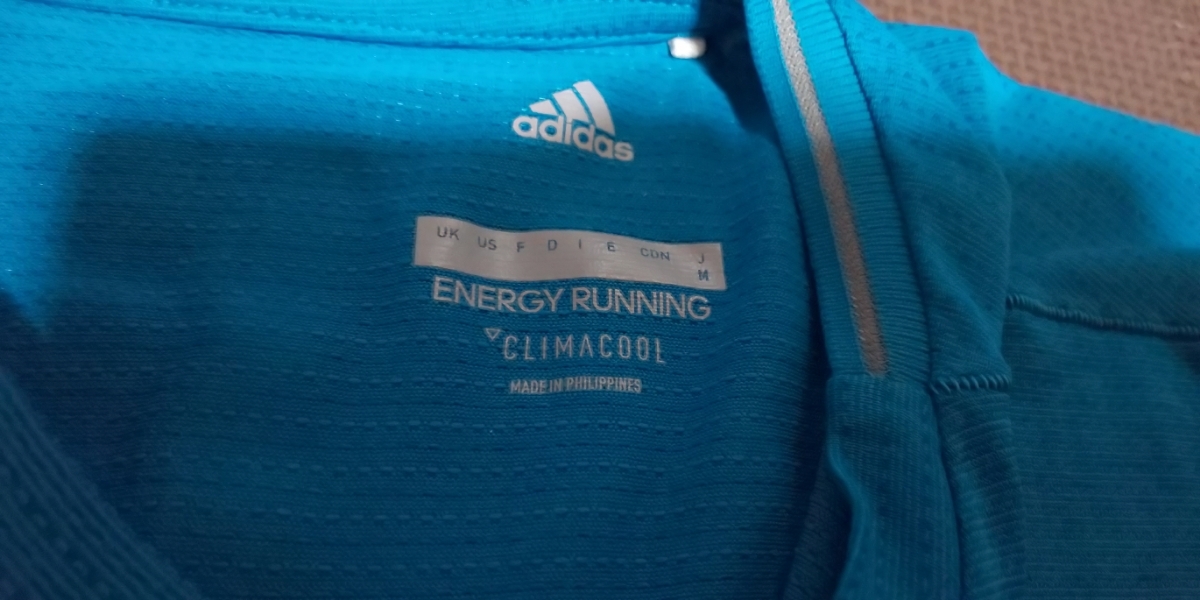 adidas
UK US F D I E CDN J
M
ENERGY RUNNING
CLIMACOOL
MADE IN PHILIPPINES